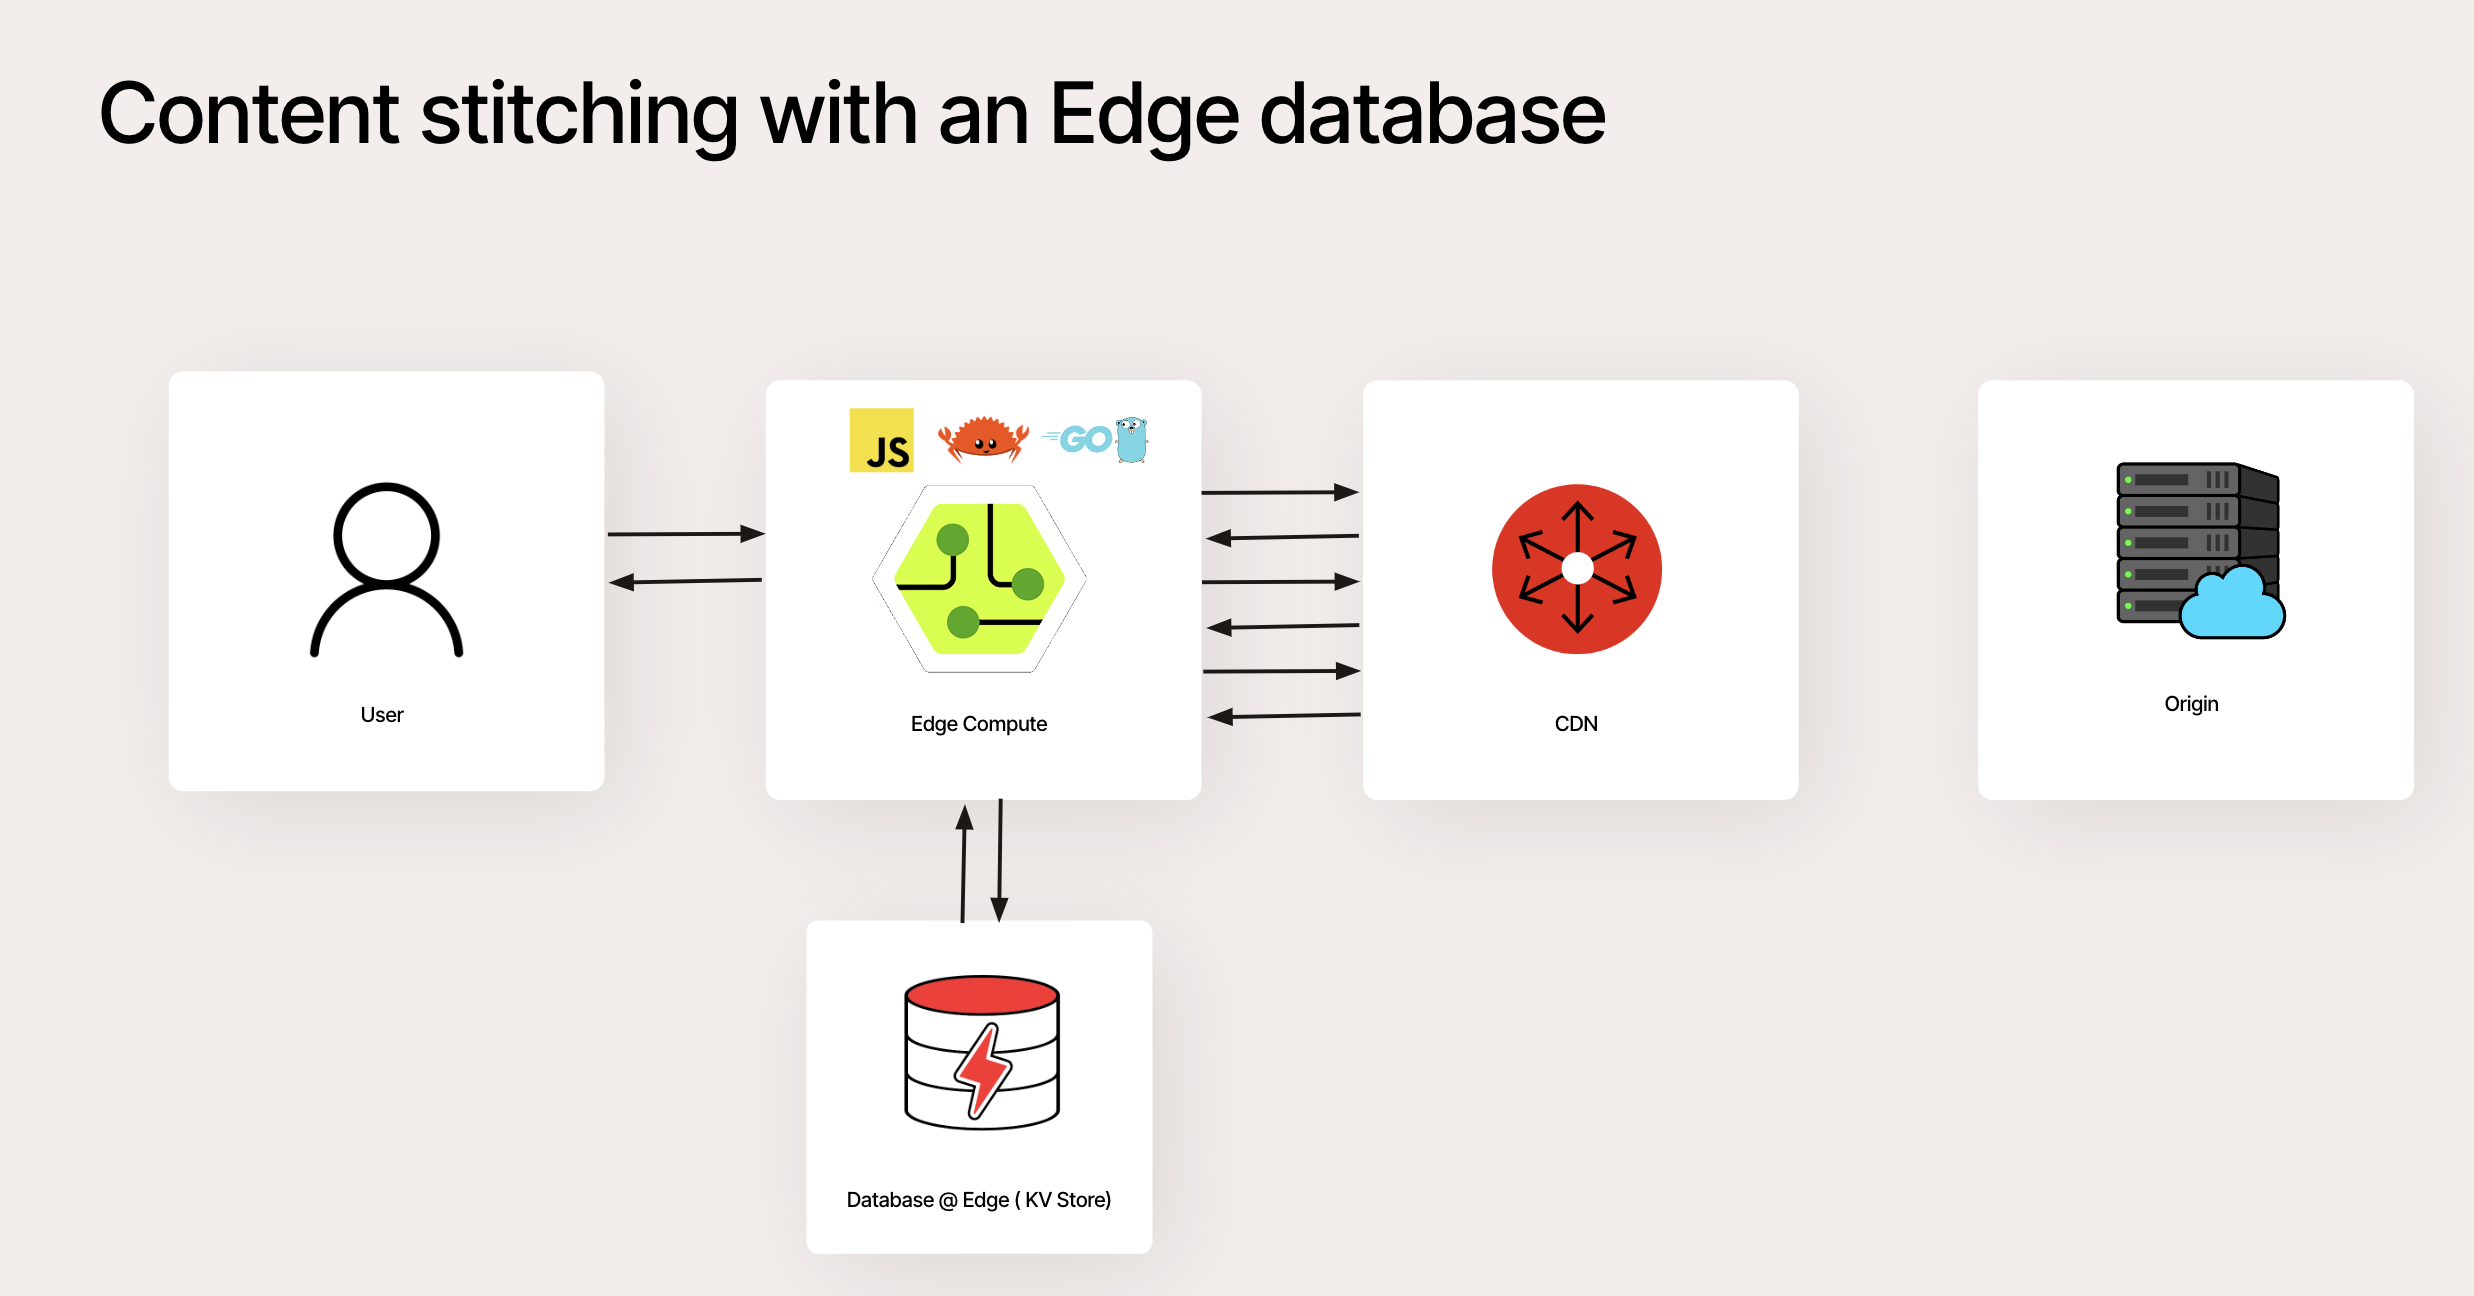 Content stitching with an Edge database
JS
GO
User
Edge Compute
CDN
Origin
Database @ Edge ( KV Store)